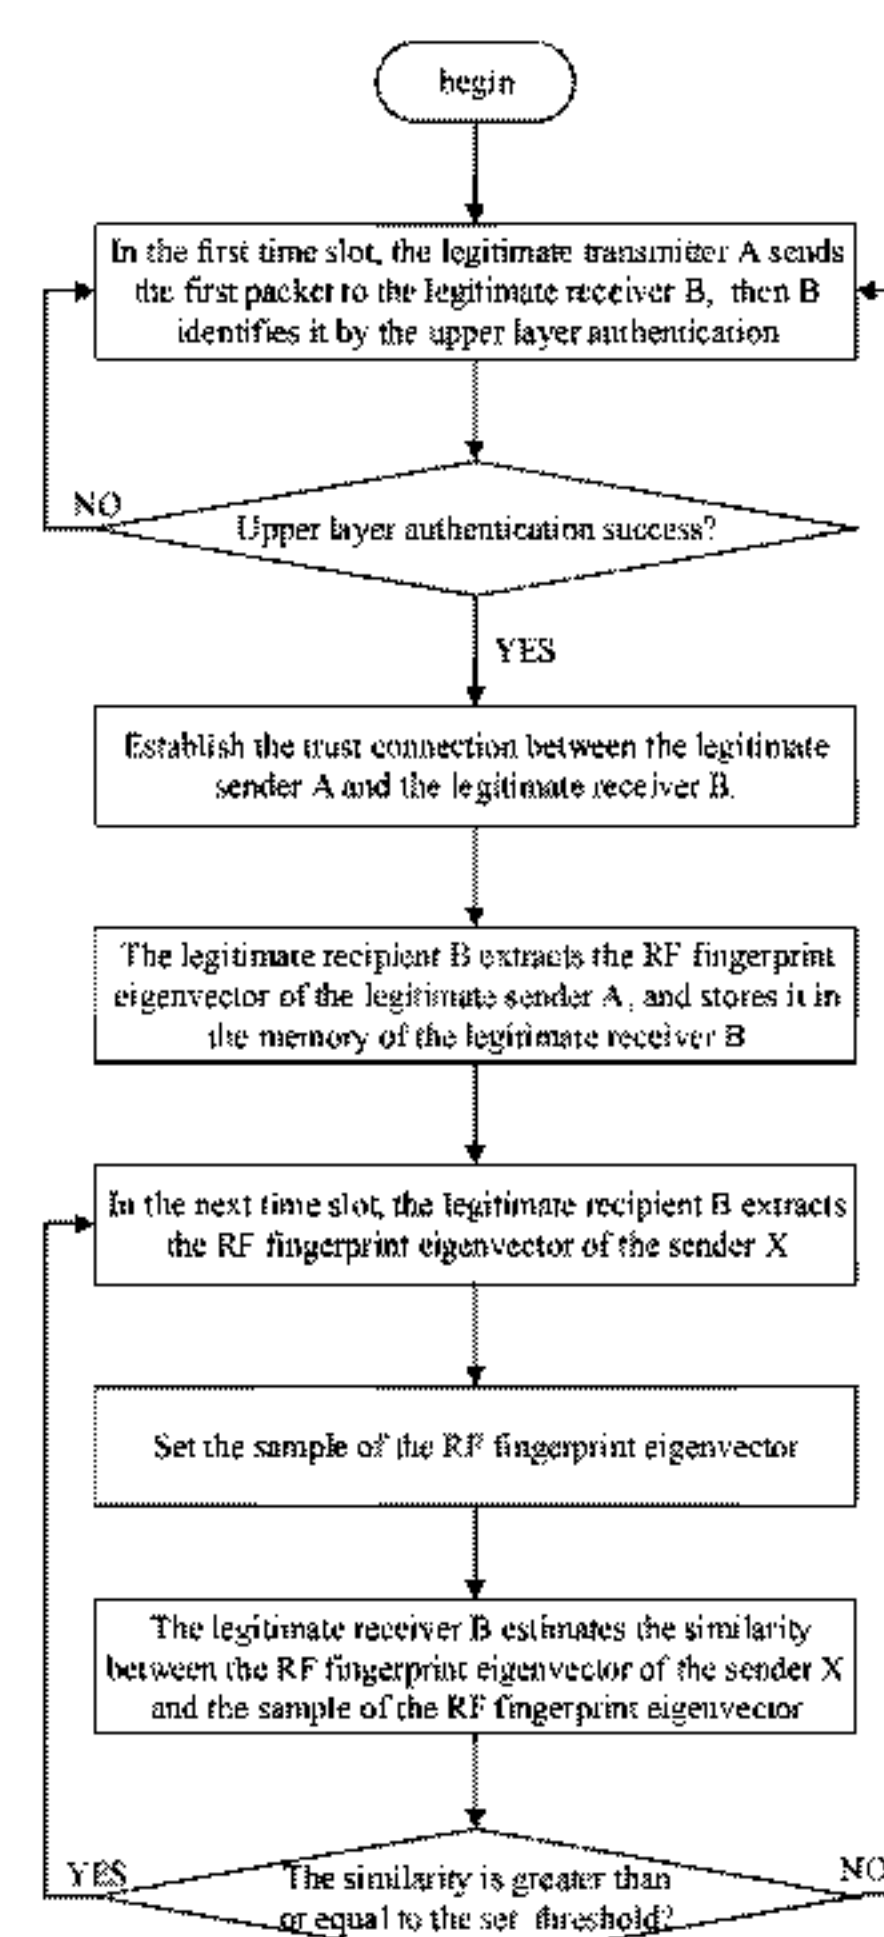 begin
In the first time slot, the legitimate transmitter A sends
the first packet to the legitimate receiver B, then B
identifies it by the upper layer authentication
NO
Upper layer authentication success?
YES
Establish the trust connection between the legitimate
sender A and the legitimate receiver B.
The legitimate recipient B extracts the RF fingerprint
eigenvector of the legitimate sender A, and stores it in
the memory of the legitimate receiver B
In the next time slot, the legitimate recipient B extracts
the RF fingerprint eigenvector of the sender X
Set the sample of the RF fingerprint eigenvector
The legitimate receiver B estimates the similarity
between the RF fingerprint eigenvector of the sender X
and the sample of the RF fingerprint eigenvector
YES
NO
The similarity is greater than
or equal to the set threshold?